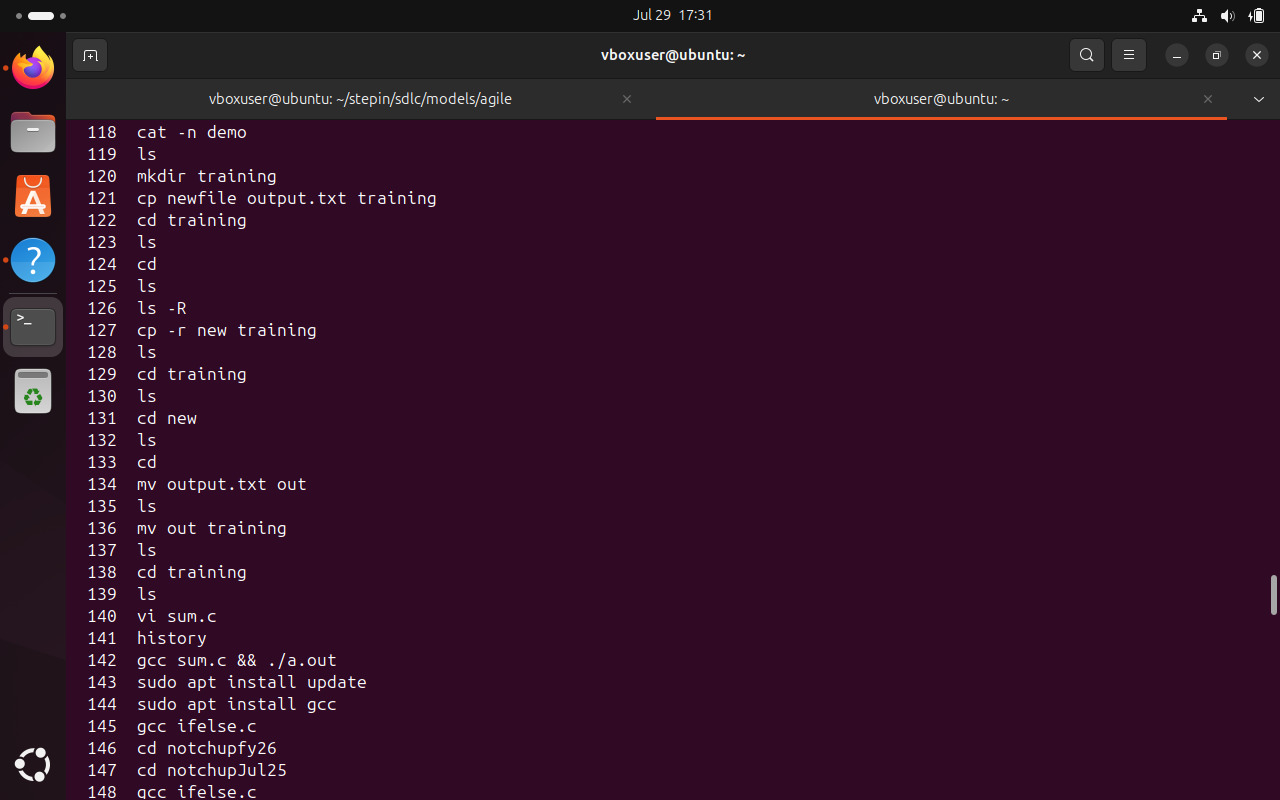 Jul 29 17:31
vboxuser@ubuntu: ~
vboxuser@ubuntu: ~/stepin/sdlc/models/agile
vboxuser@ubuntu: ~
118 cat -n demo
119 ls
120 mkdir training
121 cp newfile output.txt training
122 cd training
123 ls
124 cd
125 ls
126 ls -R
127 cp -r new training
128 ls
129 cd training
130 ls
131 cd new
132 ls
133 cd
134 mv output.txt out
135 ls
136 mv out training
137 ls
138 cd training
139 ls
140 vi sum.c
141 history
142 gcc sum.c && ./a.out
143 sudo apt install update
144 sudo apt install gcc
145 gcc ifelse.c
146 cd notchupfy26
147 cd notchupJul25
148 gcc ifelse.c